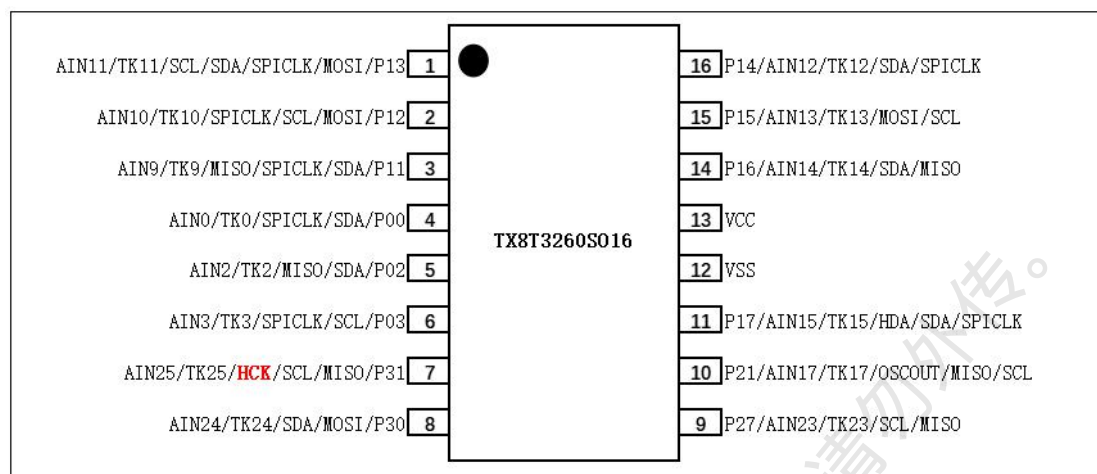 AIN11/TK11/SCL/SDA/SPICLK/MOSI/P13 1
AIN10/TK10/SPICLK/SCL/MOSI/P12 2
AIN9/TK9/MISO/SPICLK/SDA/P11 3
AIN0/TK0/SPICLK/SDA/P00 4
AIN2/TK2/MISO/SDA/P02 5
AIN3/TK3/SPICLK/SCL/P03 6
AIN25/TK25/HCK/SCL/MISO/P31 7
AIN24/TK24/SDA/MOSI/P30 8
TX8T3260SO16
16 P14/AIN12/TK12/SDA/SPICLK
15 P15/AIN13/TK13/MOSI/SCL
14 P16/AIN14/TK14/SDA/MISO
13 VCC
12 VSS
11 P17/AIN15/TK15/HDA/SDA/SPICLK
10 P21/AIN17/TK17/OSCOUT/MISO/SCL
9 P27/AIN23/TK23/SCL/MISO
请勿外传。